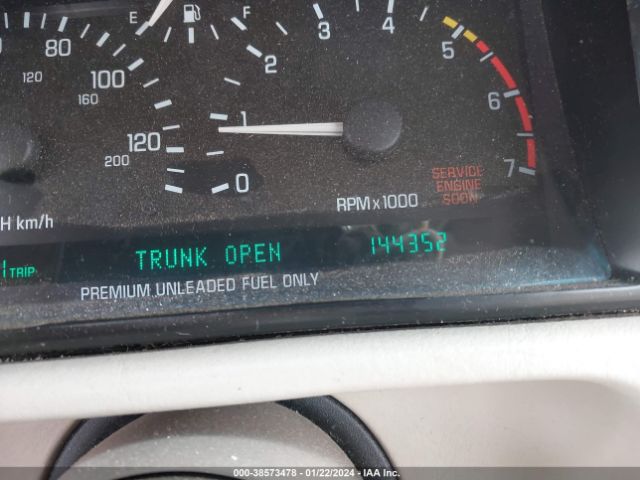 E F
3 4
80
2 5
120 100
160
6
1
120
200
0 7
SERVICE
ENGINE
SOON
RPM x 1000
H km/h
TRUNK OPEN 144352
TRIP
PREMIUM UNLEADED FUEL ONLY
000-38573478 - 01/22/2024 - IAA Inc.